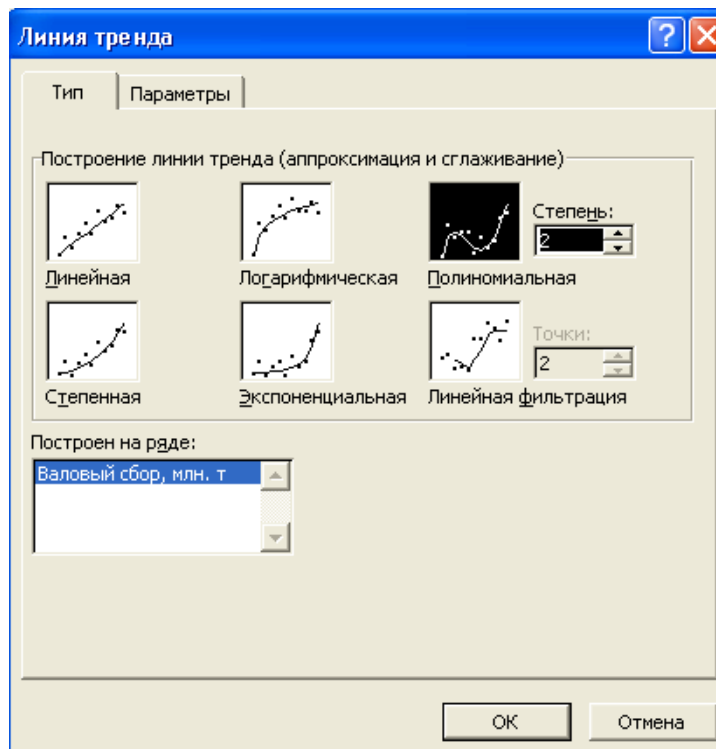 Линия тренда
Тип Параметры
Построение линии тренда (аппроксимация и сглаживание)
Степень:
2
Линейная Логарифмическая Полиномиальная
Точки:
2
Степенная Экспоненциальная Линейная фильтрация
Построен на ряде:
Валовый сбор, млн. т
ОК Отмена